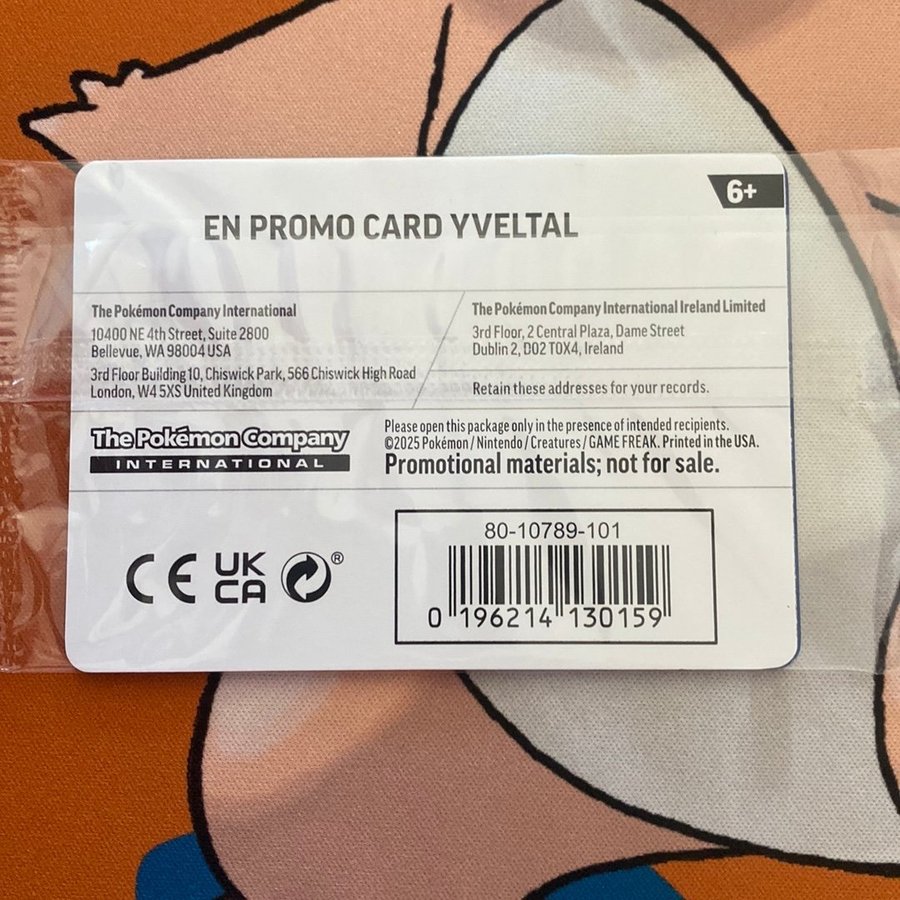 6+
EN PROMO CARD YVELTAL
The Pokémon Company International
10400 NE 4th Street, Suite 2800
Bellevue, WA 98004 USA
3rd Floor Building 10, Chiswick Park, 566 Chiswick High Road
London, W4 5XS United Kingdom
The Pokémon Company International Ireland Limited
3rd Floor, 2 Central Plaza, Dame Street
Dublin 2, D02 T0X4, Ireland
Retain these addresses for your records.
The Pokémon Company
INTERNATIONAL
Please open this package only in the presence of intended recipients.
©2025 Pokémon / Nintendo / Creatures / GAME FREAK. Printed in the USA.
Promotional materials; not for sale.
CE
UK
CA
®
80-10789-101
0 196214 130159